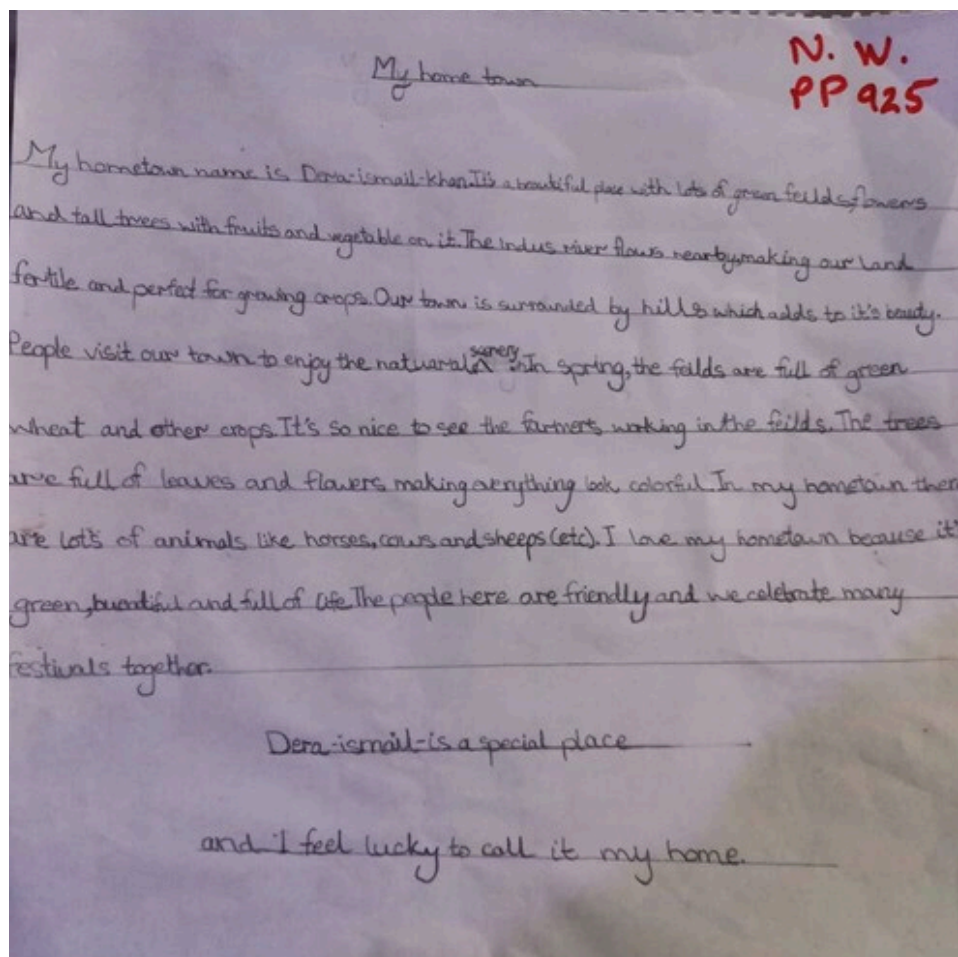 My home town
N. W.
PP 925
My hometown name is Dera-ismail-khan. It's a beautiful place with lots of green feilds, flowers
and tall trees with fruits and vegetable on it. The Indus river flows nearby, making our land
fertile and perfect for growing crops. Our town is surrounded by hills which adds to it's beauty.
People visit our town to enjoy the natuaral scenery. In spring, the feilds are full of green
wheat and other crops. It's so nice to see the farmers working in the feilds. The trees
are full of leaves and flowers, making everything look colorful. In my hometown ther
are lots of animals like horses, cows and sheeps (etc). I love my hometown because it'
green, buautiful and full of life. The people here are friendly and we celebrate many
festivals together.
Dera-ismail-is a special place
and I feel lucky to call it my home.